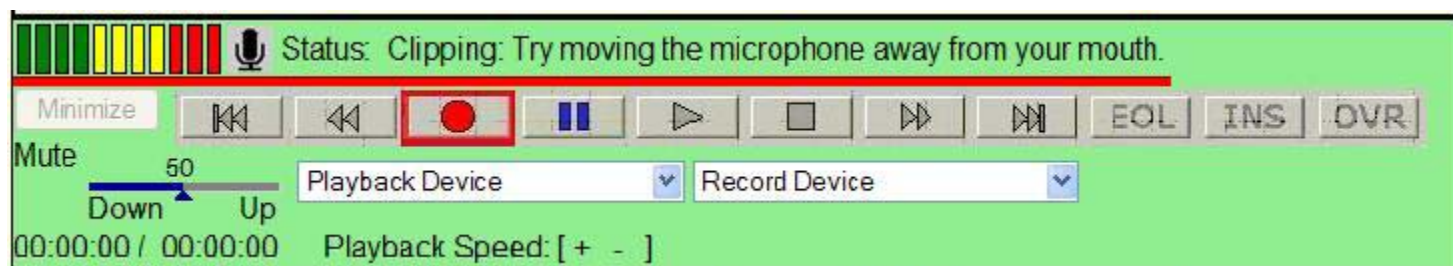 Status: Clipping: Try moving the microphone away from your mouth.
Minimize EOL INS OVR
Mute 50 Playback Device Record Device
Down Up
00:00:00 / 00:00:00 Playback Speed: [ + - ]